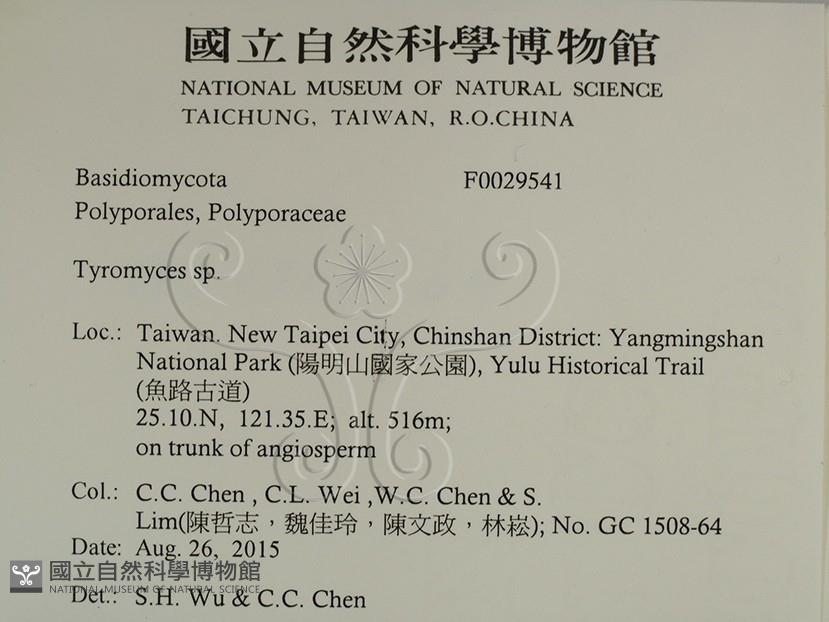 國立自然科學博物館
NATIONAL MUSEUM OF NATURAL SCIENCE
TAICHUNG, TAIWAN, R.O.CHINA
Basidiomycota F0029541
Polyporales, Polyporaceae
Tyromyces sp.
Loc.: Taiwan. New Taipei City, Chinshan District: Yangmingshan
National Park (陽明山國家公園), Yulu Historical Trail
(魚路古道)
25.10.N, 121.35.E; alt. 516m;
on trunk of angiosperm
Col.: C.C. Chen , C.L. Wei ,W.C. Chen & S.
Lim(陳哲志，魏佳玲，陳文政，林崧); No. GC 1508-64
Date: Aug. 26, 2015
國立自然科學博物館
NATIONAL MUSEUM OF NATURAL SCIENCE
Det.: S.H. Wu & C.C. Chen